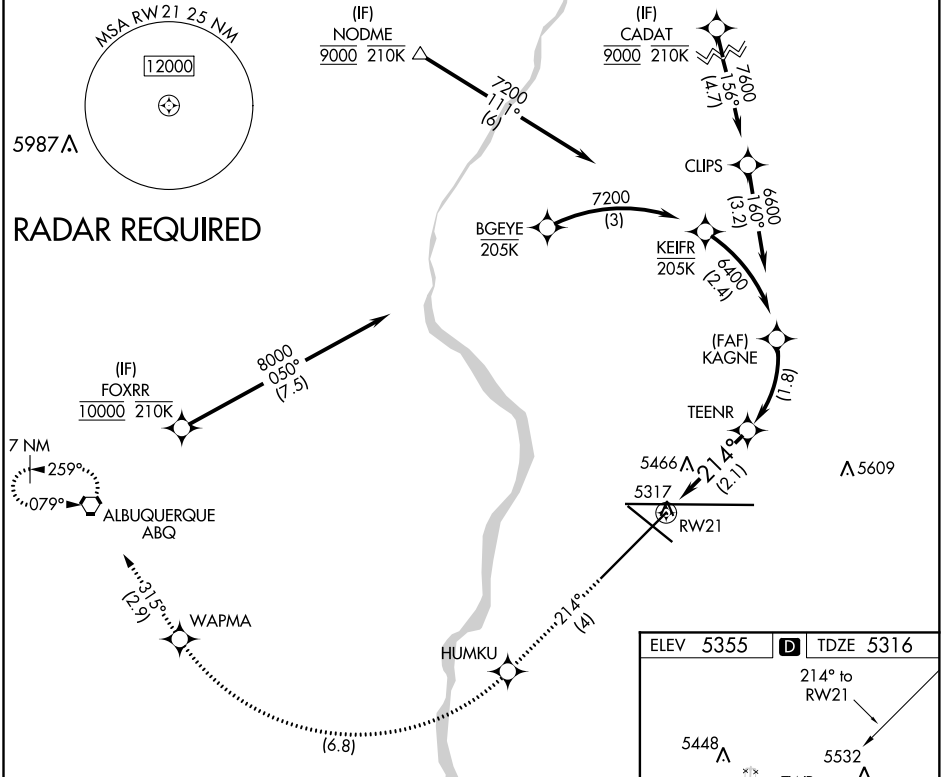 MSA RW 21 25 NM
12000
5987
RADAR REQUIRED
(IF)
NODME
9000 210K
7200
111°
(6)
(IF)
CADAT
9000 210K
7600
156°
(4.7)
CLIPS
6600
160°
(3.2)
BGEYE
205K
7200
(3)
KEIFR
205K
6400
(2.4)
(FAF)
KAGNE
(1.8)
TEENR
214°
(2.1)
(IF)
FOXRR
10000 210K
8000
050°
(7.5)
7 NM
259°
079°
ALBUQUERQUE
ABQ
5466
5609
5317
RW21
315°
(2.9)
WAPMA
214°
(4)
HUMKU
(6.8)
ELEV 5355 D TDZE 5316
214° to
RW21
5448
5532